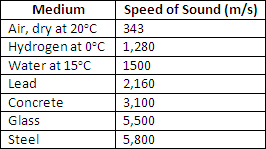 Medium Speed of Sound (m/s)
Air, dry at 20°C 343
Hydrogen at 0°C 1,280
Water at 15°C 1500
Lead 2,160
Concrete 3,100
Glass 5,500
Steel 5,800